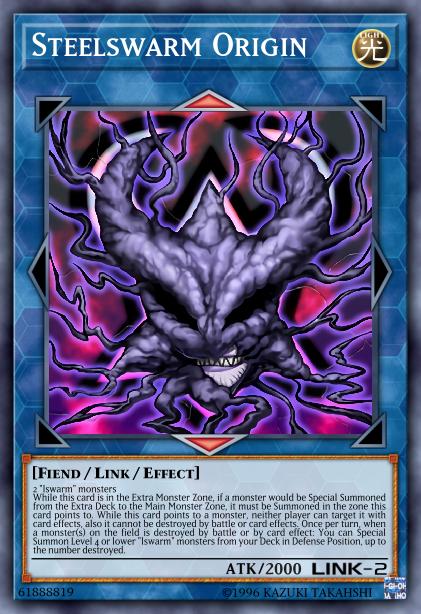 STEELSWARM ORIGIN
LIGHT
光
[FIEND / LINK / EFFECT]
2 "lswarm" monsters
While this card is in the Extra Monster Zone, if a monster would be Special Summoned
from the Extra Deck to the Main Monster Zone, it must be Summoned in the zone this
card points to. While this card points to a monster, neither player can target it with
card effects, also it cannot be destroyed by battle or card effects. Once per turn, when
a monster(s) on the field is destroyed by battle or by card effect: You can Special
Summon Level 4 or lower "lswarm" monsters from your Deck in Defense Position, up to
the number destroyed.
ATK/2000 LINK-2
61888819
©1996 KAZUKI TAKAHSHI